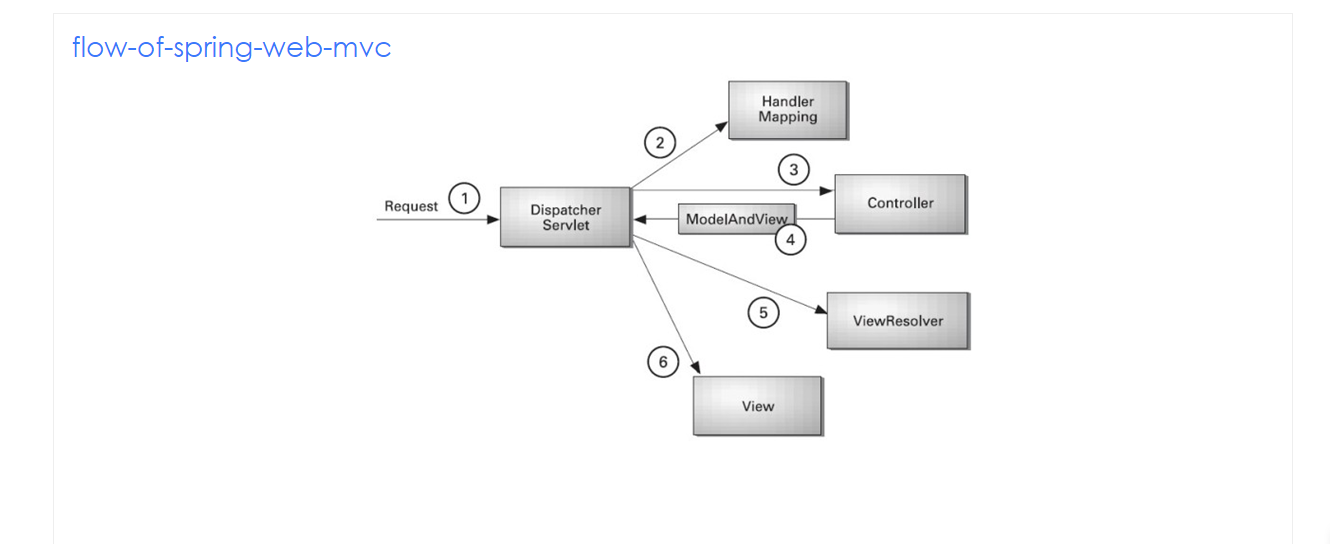 flow-of-spring-web-mvc
Handler
Mapping
2
3
1
Request
Dispatcher
Servlet
Controller
ModelAndView
4
5
ViewResolver
6
View